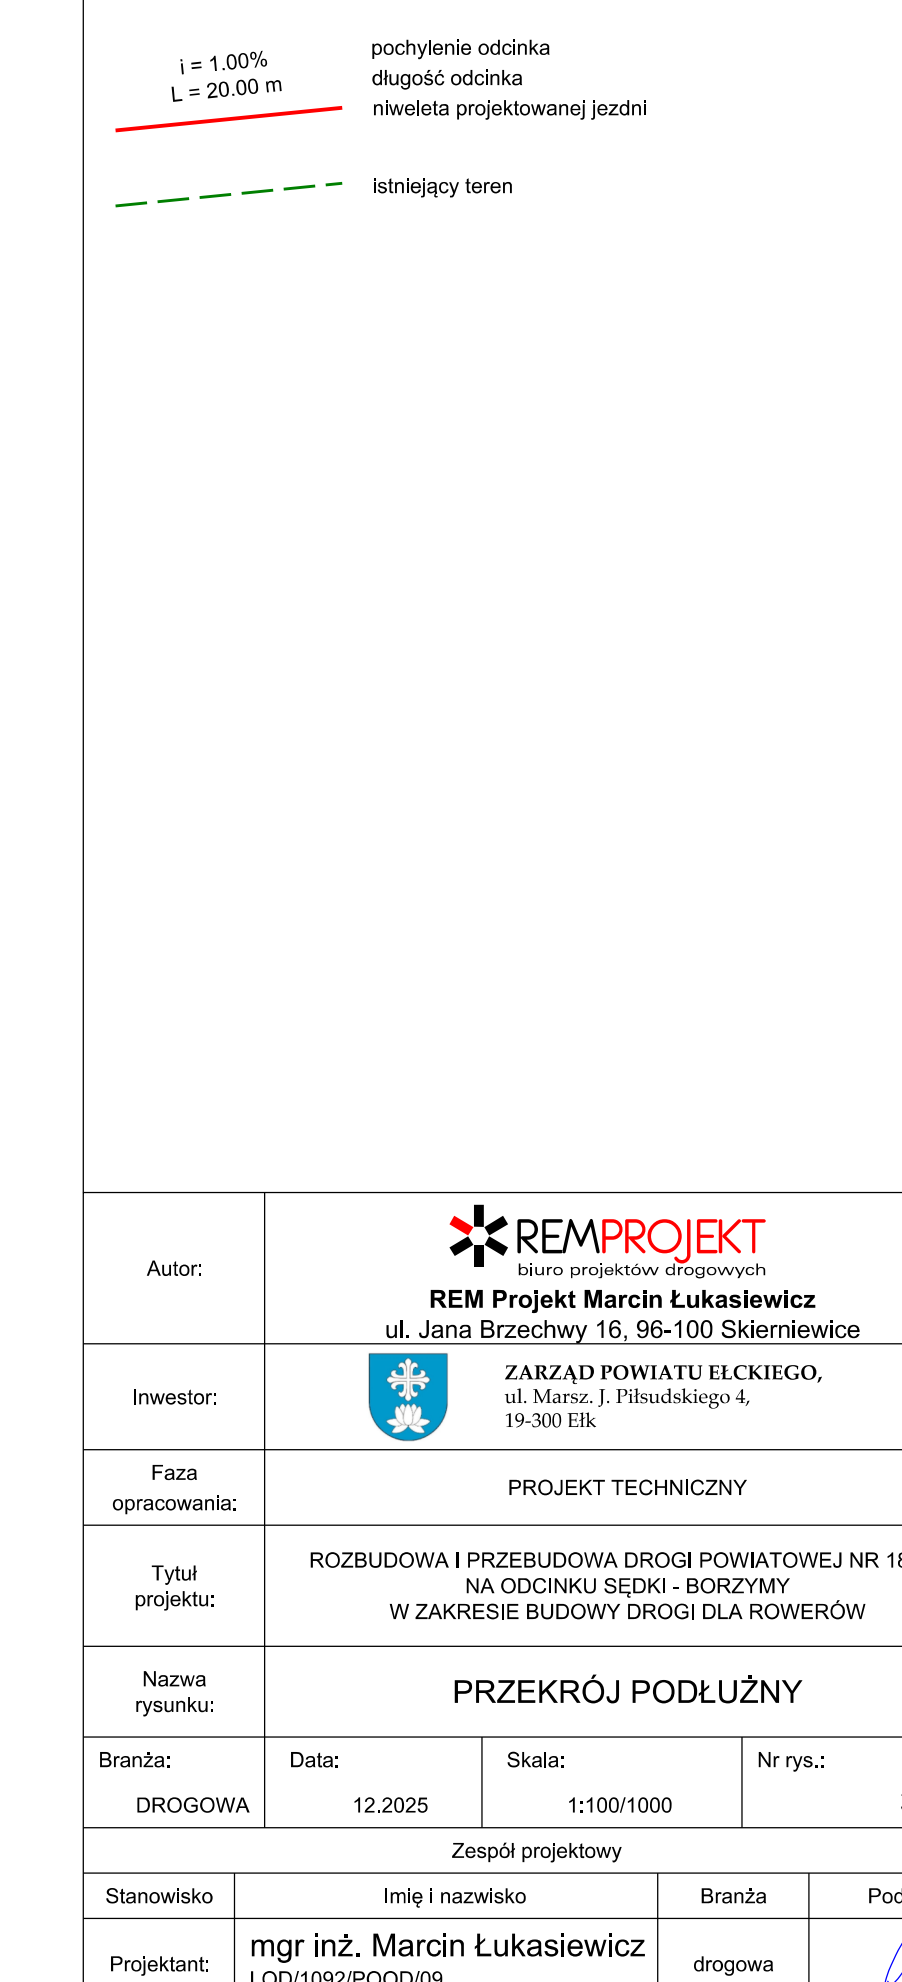 i = 1.00%
L = 20.00 m
pochylenie odcinka
długość odcinka
niweleta projektowanej jezdni
istniejący teren
Autor:
REMPROJEKT
biuro projektów drogowych
REM Projekt Marcin Łukasiewicz
ul. Jana Brzechwy 16, 96-100 Skierniewice
Inwestor:
ZARZĄD POWIATU EŁCKIEGO,
ul. Marsz. J. Piłsudskiego 4,
19-300 Ełk
Faza
opracowania:
PROJEKT TECHNICZNY
Tytuł
projektu:
ROZBUDOWA I PRZEBUDOWA DROGI POWIATOWEJ NR
NA ODCINKU SĘDKI - BORZYMY
W ZAKRESIE BUDOWY DROGI DLA ROWERÓW
Nazwa
rysunku:
PRZEKRÓJ PODŁUŻNY
Branża:
DROGOWA
Data:
12.2025
Skala:
1:100/1000
Nr rys.:
Zespół projektowy
Stanowisko
Imię i nazwisko
Branża
Projektant:
mgr inż. Marcin Łukasiewicz
LOD/1092/POOD/09
drogowa